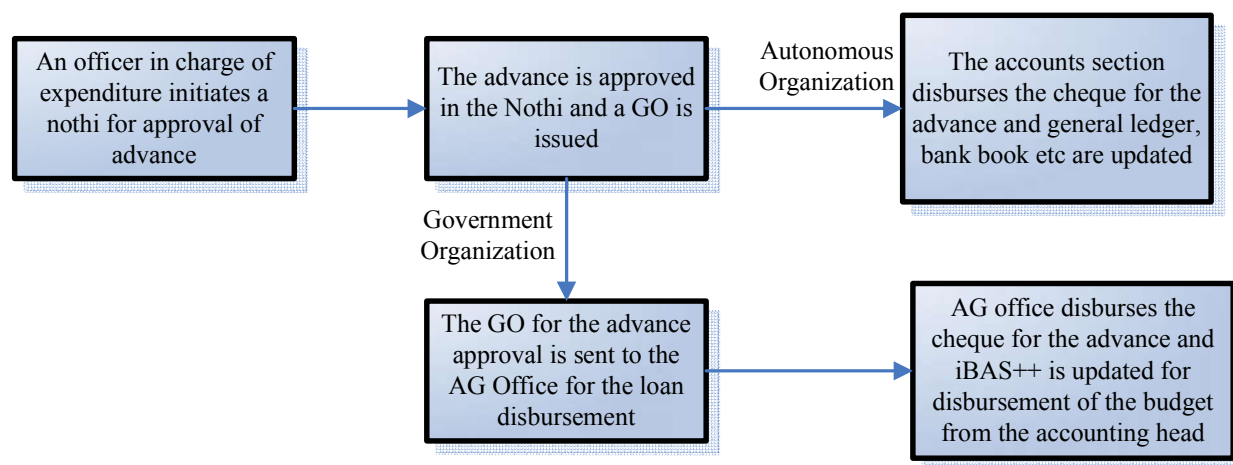 An officer in charge of
expenditure initiates a
nothi for approval of
advance
The advance is approved
in the Nothi and a GO is
issued
Autonomous
Organization
The accounts section
disburses the cheque for the
advance and general ledger,
bank book etc are updated
Government
Organization
The GO for the advance
approval is sent to the
AG Office for the loan
disbursement
AG office disburses the
cheque for the advance and
iBAS++ is updated for
disbursement of the budget
from the accounting head